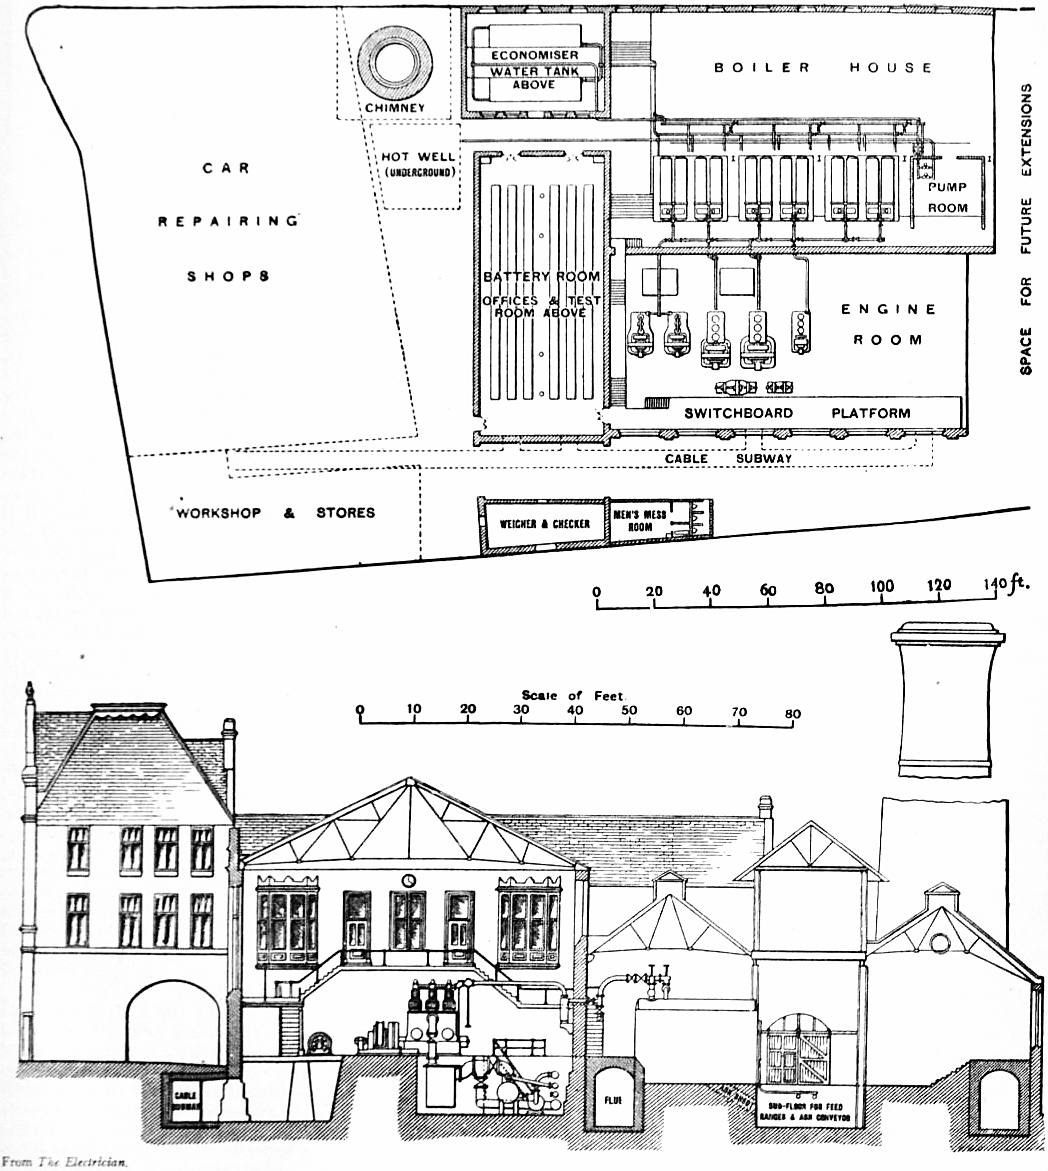 ECONOMISER
WATER TANK
ABOVE
BOILER HOUSE
CHIMNEY
HOT WELL
(UNDERGROUND)
CAR
REPAIRING
SHOPS
PUMP
ROOM
SPACE FOR FUTURE EXTENSIONS
BATTERY ROOM
OFFICES & TEST
ROOM ABOVE
ENGINE
ROOM
SWITCHBOARD PLATFORM
CABLE SUBWAY
WORKSHOP & STORES
WEIGHER & CHECKER
MEN'S MESS
ROOM
0 20 40 60 80 100 120 140 ft.
Scale of Feet.
0 10 20 30 40 50 60 70 80
CABLE
SUBWAY
FLUE
SUB-FLOOR FOR FEED
RANGES & ASH CONVEYOR
From The Electrician.